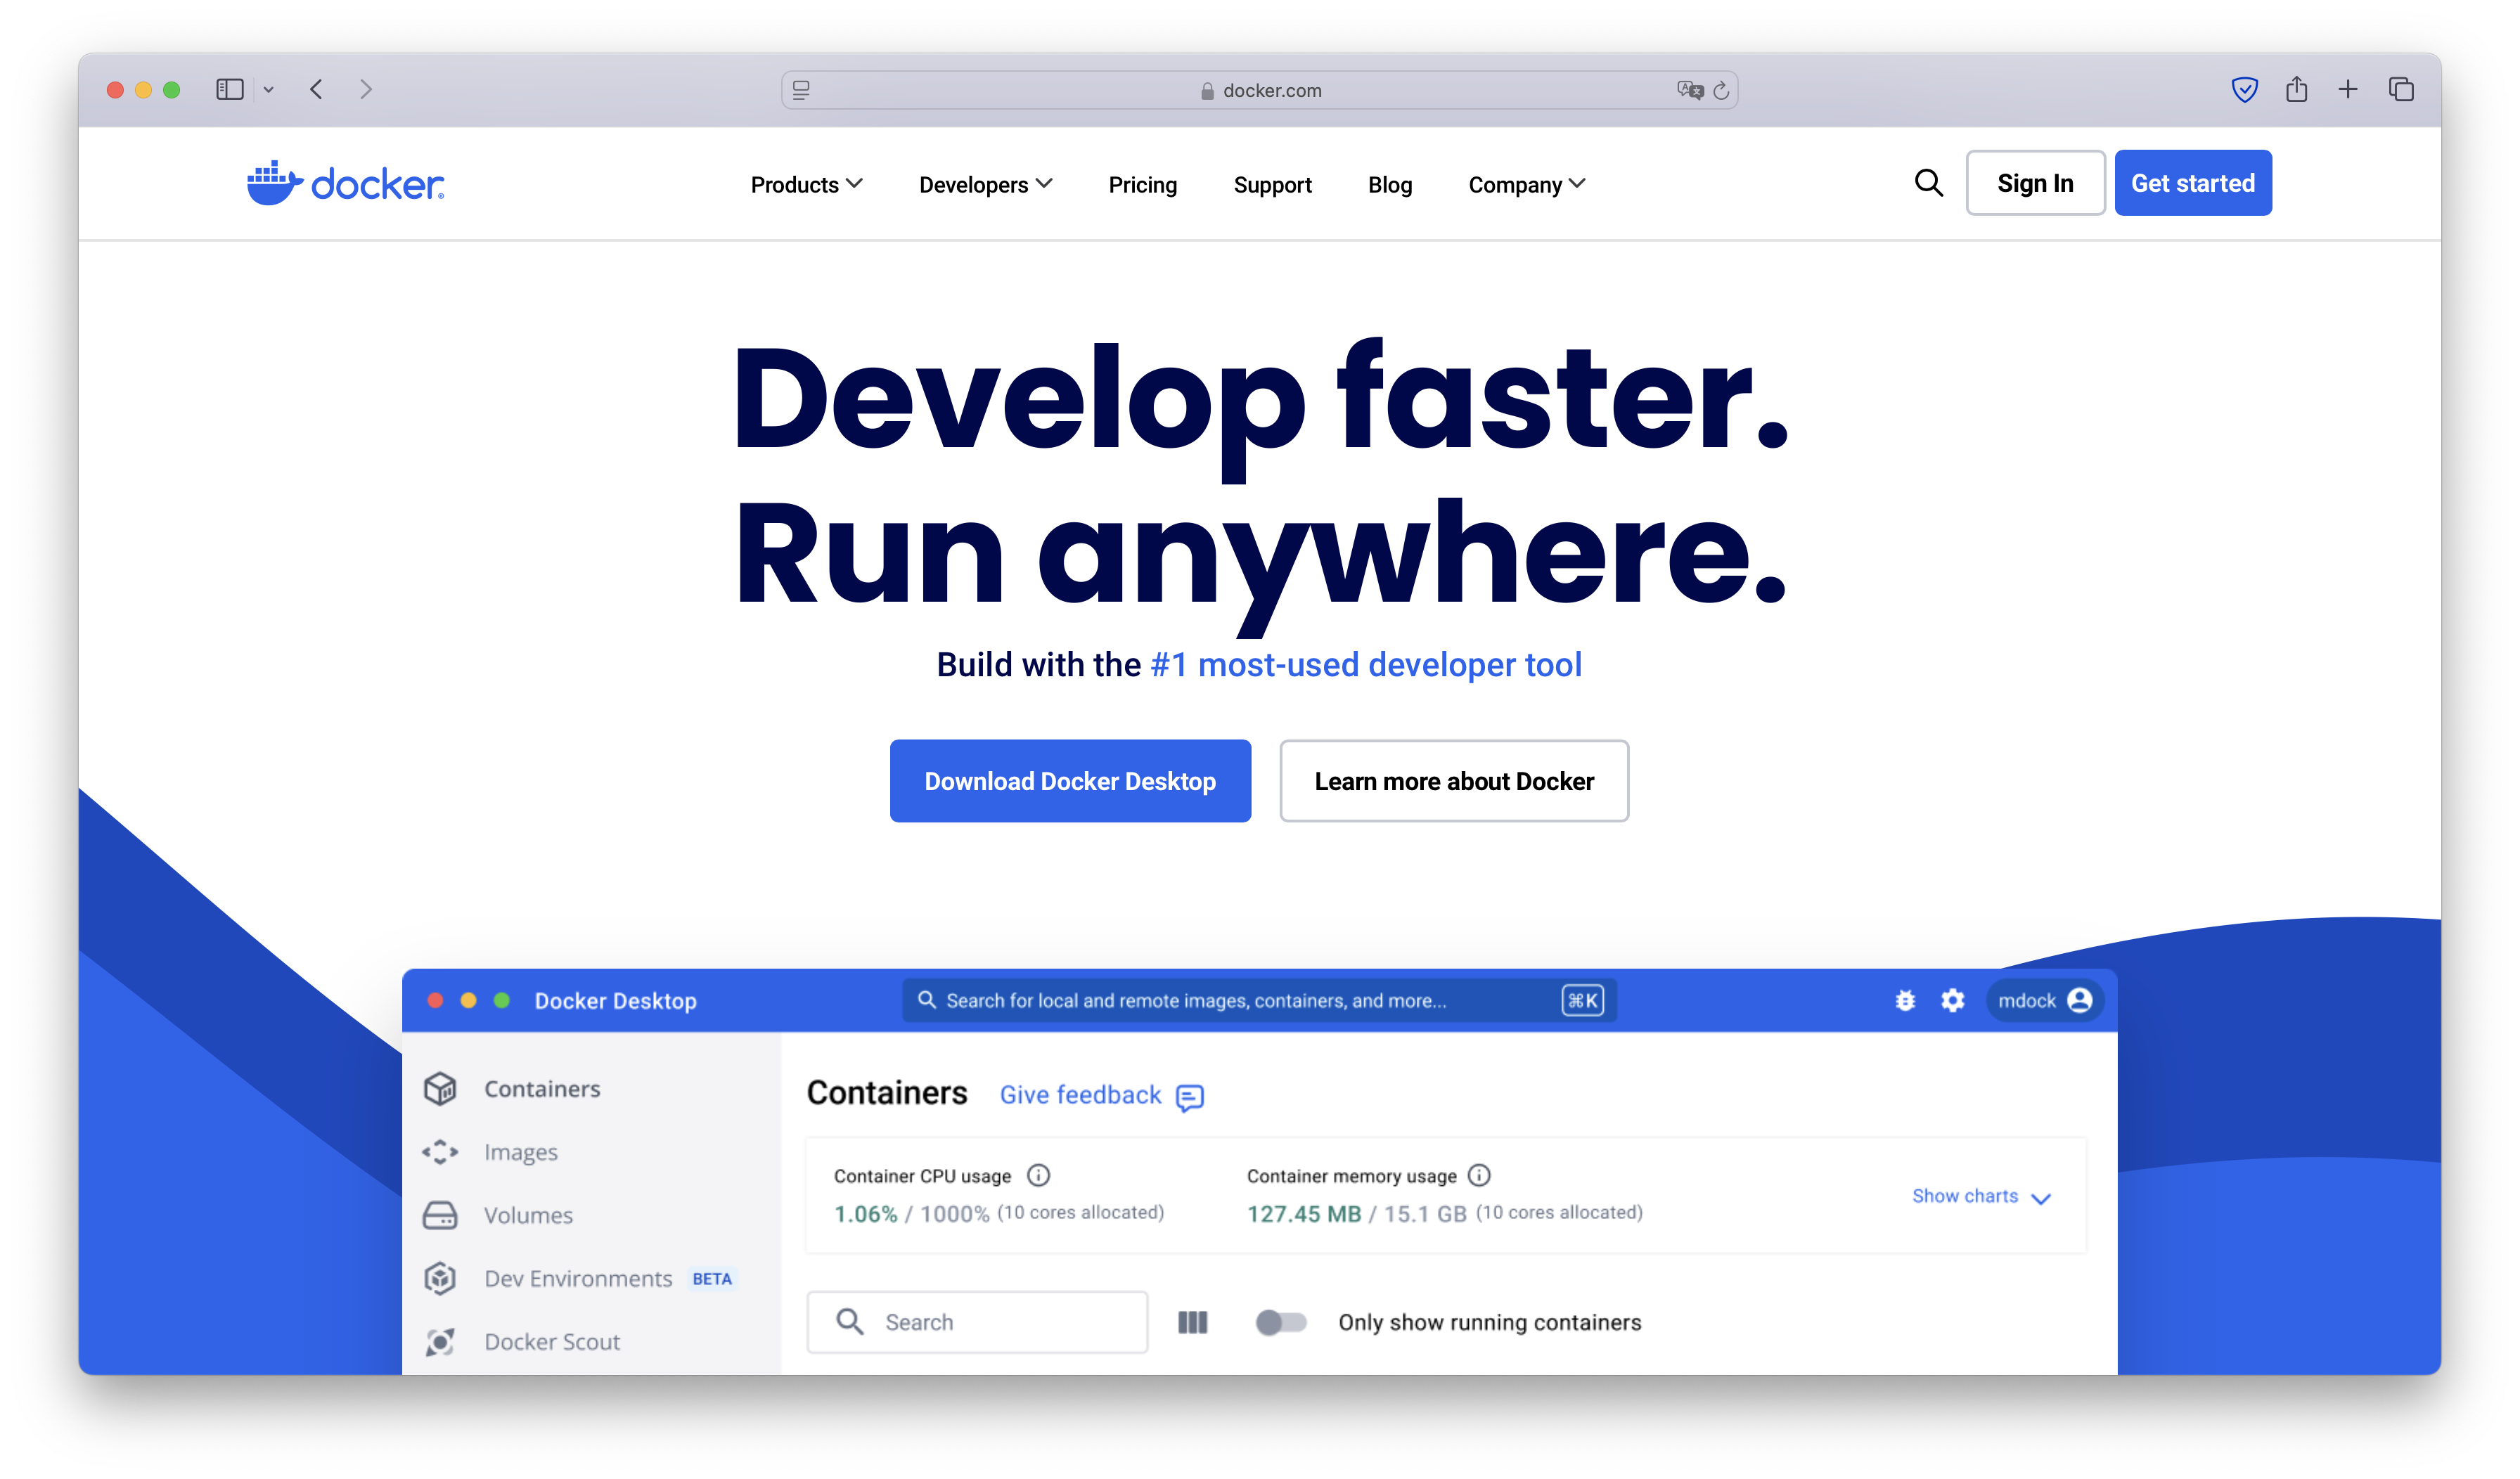 docker.com
docker
Products
Developers
Pricing
Support
Blog
Company
Sign In
Get started
Develop faster.
Run anywhere.
Build with the #1 most-used developer tool
Download Docker Desktop
Learn more about Docker
Docker Desktop
Search for local and remote images, containers, and more...
⌘K
mdock
Containers
Images
Volumes
Dev Environments BETA
Docker Scout
Containers
Give feedback
Container CPU usage
1.06% / 1000% (10 cores allocated)
Container memory usage
127.45 MB / 15.1 GB (10 cores allocated)
Show charts
Search
Only show running containers